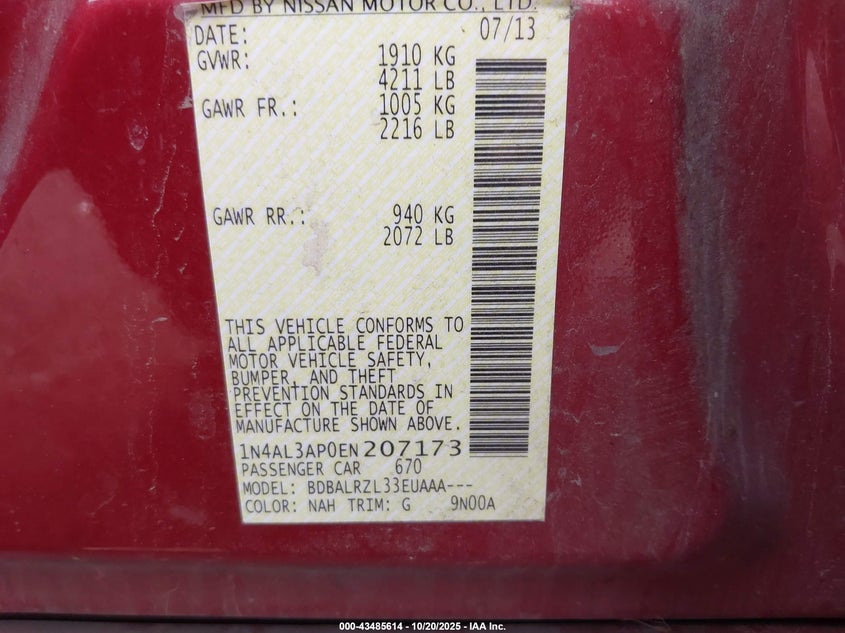 MFD BY NISSAN MOTOR CO., LTD.
DATE: 07/13
GVWR: 1910 KG
4211 LB
GAWR FR.: 1005 KG
2216 LB
GAWR RR.: 940 KG
2072 LB
THIS VEHICLE CONFORMS TO
ALL APPLICABLE FEDERAL
MOTOR VEHICLE SAFETY,
BUMPER, AND THEFT
PREVENTION STANDARDS IN
EFFECT ON THE DATE OF
MANUFACTURE SHOWN ABOVE.
1N4AL3AP0EN207173
PASSENGER CAR 670
MODEL: BDBALRZL33EUAAA---
COLOR: NAH TRIM: G 9N00A
000-43485614 - 10/20/2025 - IAA Inc.